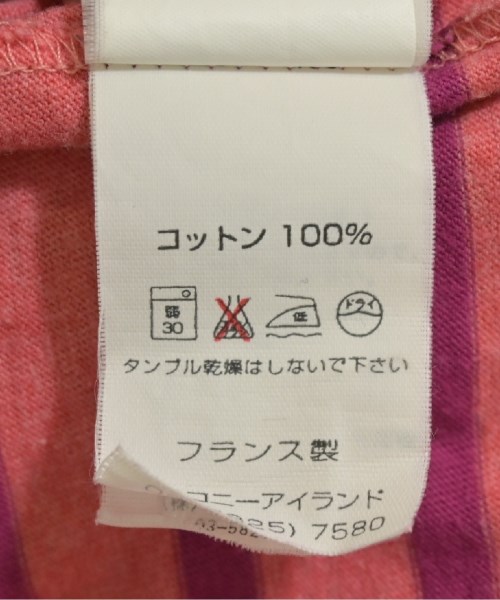 コットン 100%
弱 30 低 ドライ
タンブル乾燥はしないで下さい
フランス製
コニーアイランド
7580